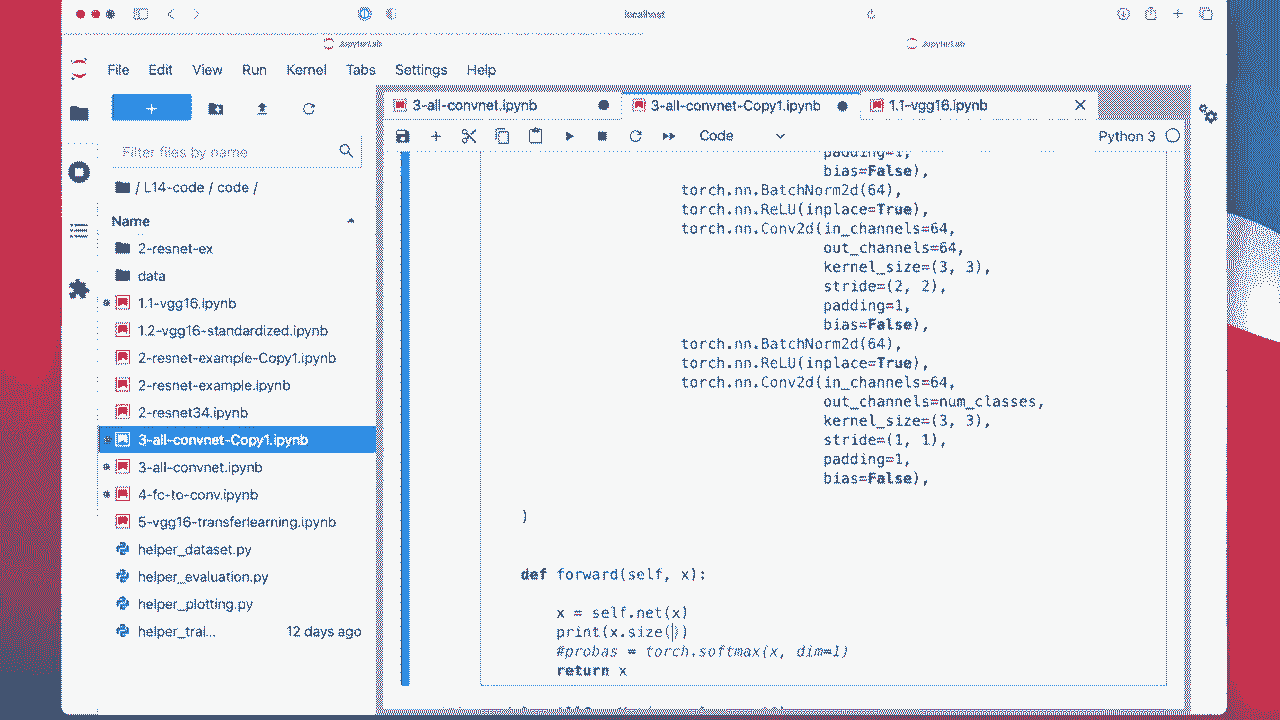 localhost
JupyterLab
JupyterLab
File Edit View Run Kernel Tabs Settings Help
3-all-convnet.ipynb
3-all-convnet-Copy1.ipynb
1.1-vgg16.ipynb
Code
Python 3
Filter files by name
/ L14-code / code /
Name
2-resnet-ex
data
1.1-vgg16.ipynb
1.2-vgg16-standardized.ipynb
2-resnet-example-Copy1.ipynb
2-resnet-example.ipynb
2-resnet34.ipynb
3-all-convnet-Copy1.ipynb
3-all-convnet.ipynb
4-fc-to-conv.ipynb
5-vgg16-transferlearning.ipynb
helper_dataset.py
helper_evaluation.py
helper_plotting.py
helper_trai... 12 days ago
padding=1,
bias=False),
torch.nn.BatchNorm2d(64),
torch.nn.ReLU(inplace=True),
torch.nn.Conv2d(in_channels=64,
out_channels=64,
kernel_size=(3, 3),
stride=(2, 2),
padding=1,
bias=False),
torch.nn.BatchNorm2d(64),
torch.nn.ReLU(inplace=True),
torch.nn.Conv2d(in_channels=64,
out_channels=num_classes,
kernel_size=(3, 3),
stride=(1, 1),
padding=1,
bias=False),
)
def forward(self, x):
x = self.net(x)
print(x.size())
#probas = torch.softmax(x, dim=1)
return x